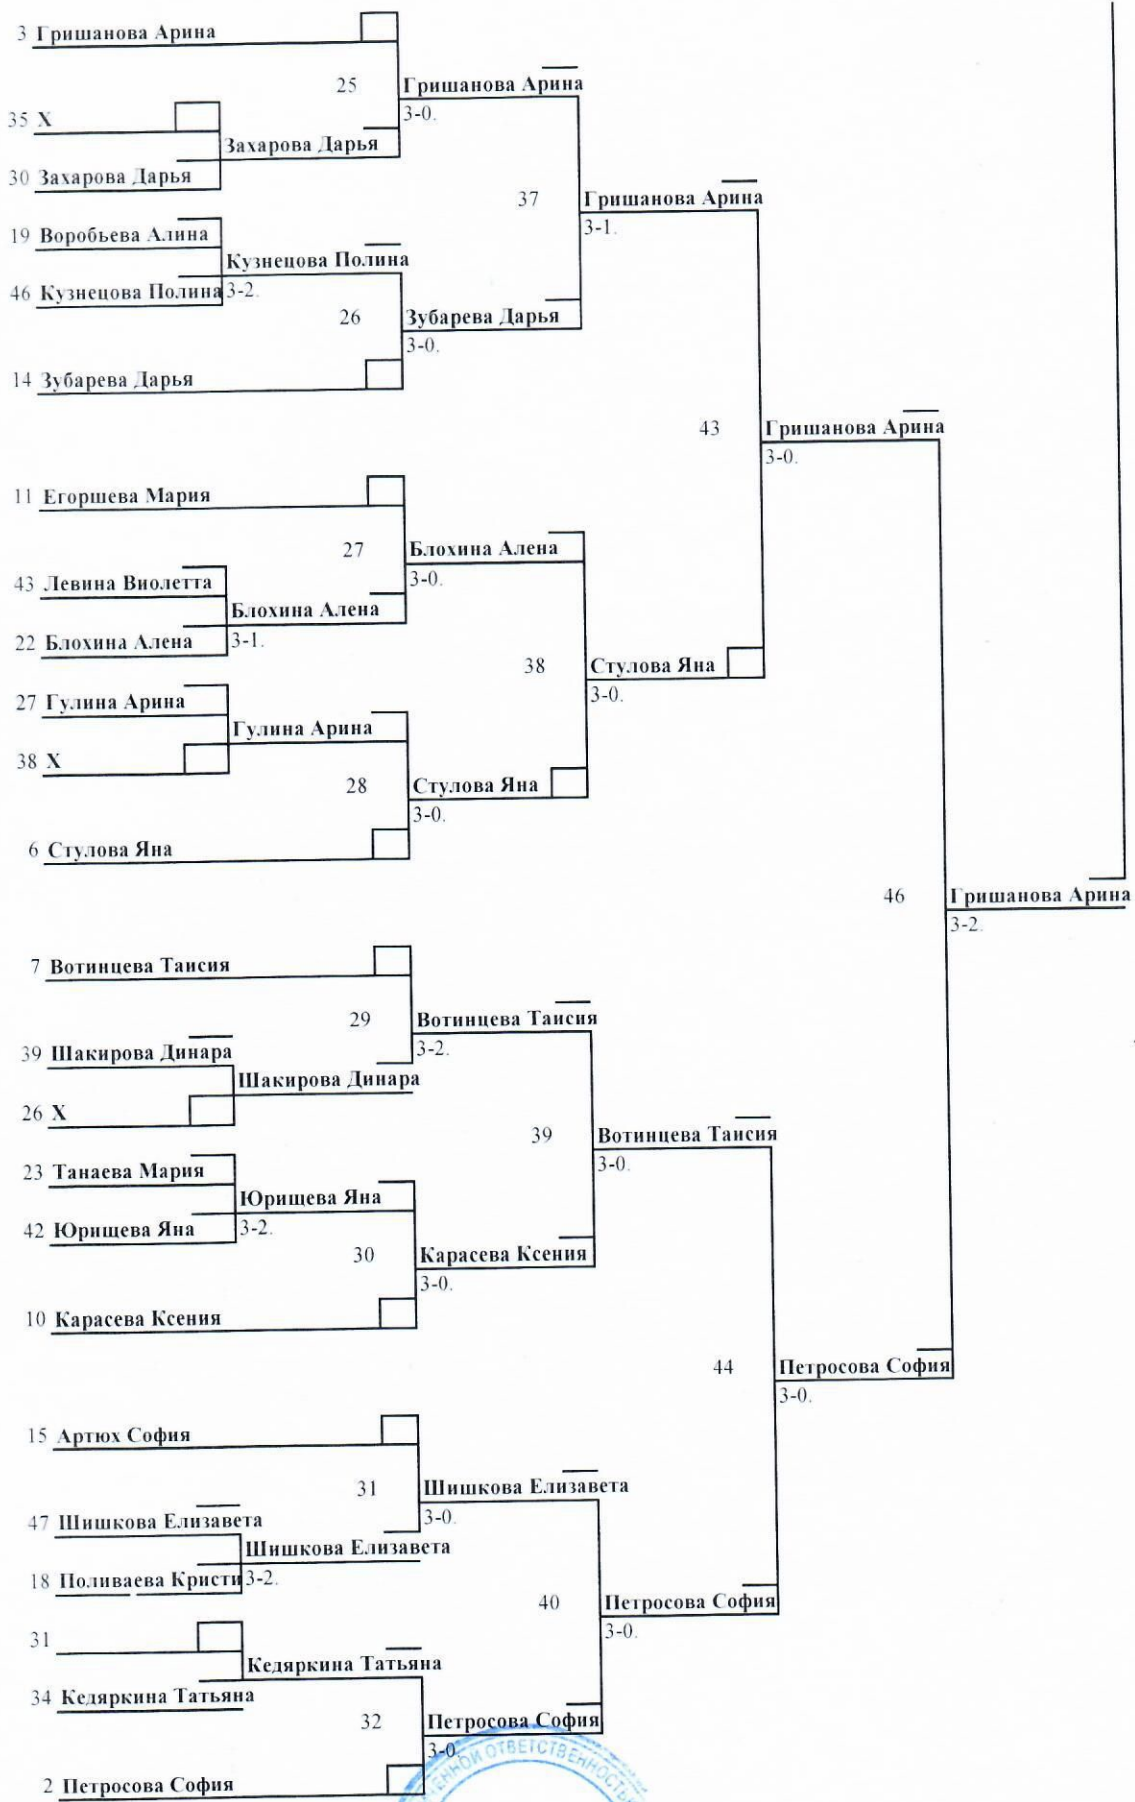 3 Гришанова Арина
25 Гришанова Арина
3-0.
35 X
Захарова Дарья
30 Захарова Дарья
37 Гришанова Арина
3-1.
19 Воробьева Алина
Кузнецова Полина
46 Кузнецова Полина 3-2.
26 Зубарева Дарья
3-0.
14 Зубарева Дарья
43 Гришанова Арина
3-0.
11 Егоршева Мария
27 Блохина Алена
3-0.
43 Левина Виолетта
Блохина Алена
22 Блохина Алена 3-1.
38 Стулова Яна
3-0.
27 Гулина Арина
Гулина Арина
38 X
28 Стулова Яна
3-0.
6 Стулова Яна
46 Гришанова Арина
3-2.
7 Вотинцева Таисия
29 Вотинцева Таисия
3-2.
39 Шакирова Динара
Шакирова Динара
26 X
39 Вотинцева Таисия
3-0.
23 Танаева Мария
Юрищева Яна
42 Юрищева Яна 3-2.
30 Карасева Ксения
3-0.
10 Карасева Ксения
44 Петросова София
3-0.
15 Артюх София
31 Шишкова Елизавета
3-0.
47 Шишкова Елизавета
Шишкова Елизавета
18 Поливаева Кристи 3-2.
40 Петросова София
3-0.
31
Кедяркина Татьяна
34 Кедяркина Татьяна
32 Петросова София
3-0.
2 Петросова София
ОТВЕТСТВЕННОСТЬЮ